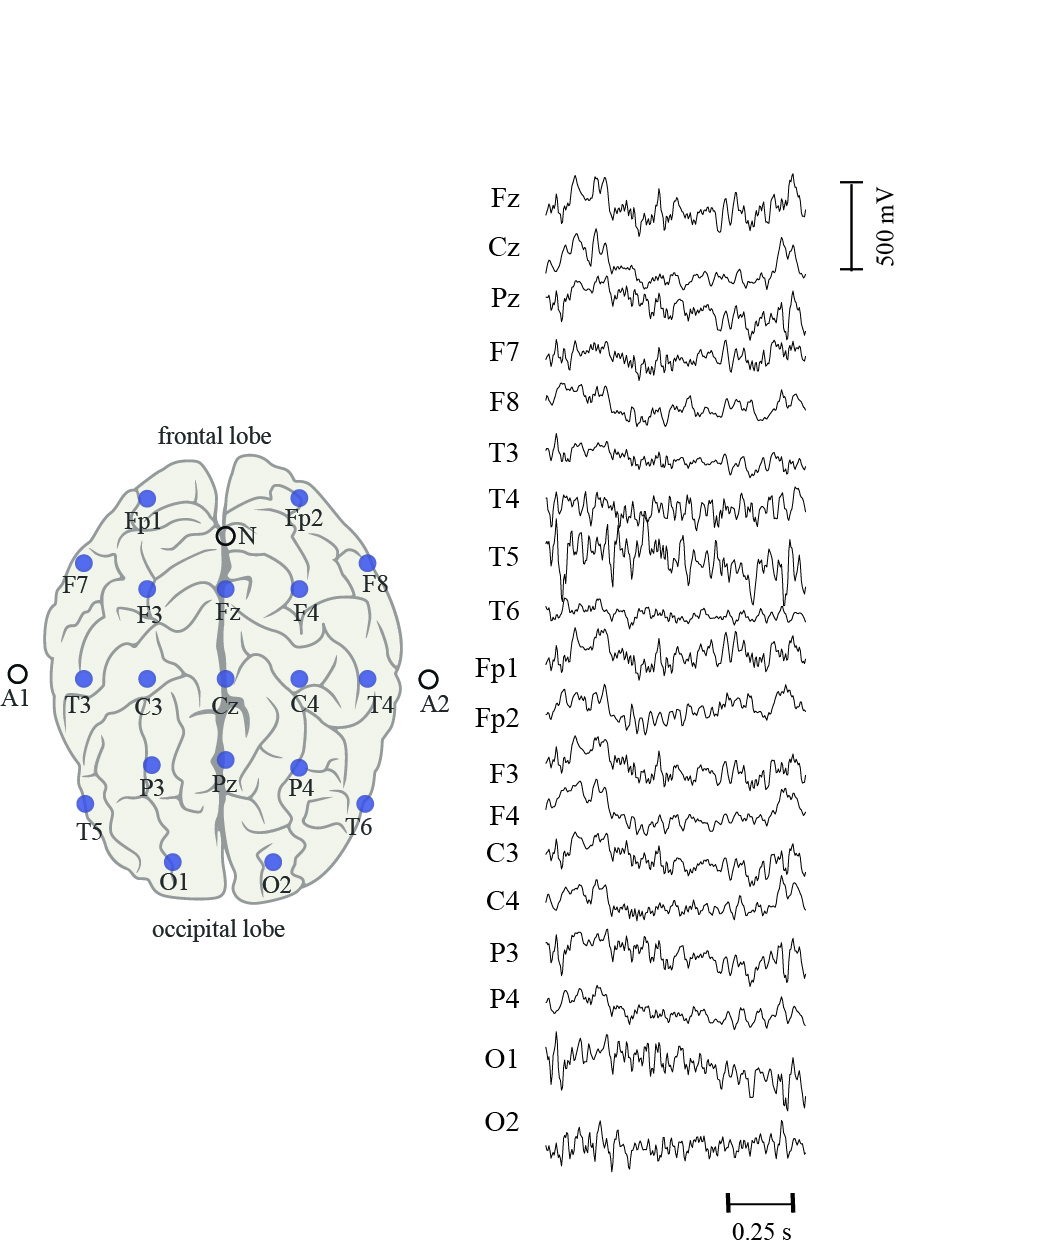 frontal lobe
Fp1
Fp2
N
F7
F8
F3
Fz
F4
A1
T3
C3
Cz
C4
T4
A2
P3
Pz
P4
T5
T6
O1
O2
occipital lobe
Fz
Cz
Pz
F7
F8
T3
T4
T5
T6
Fp1
Fp2
F3
F4
C3
C4
P3
P4
O1
O2
500 mV
0.25 s